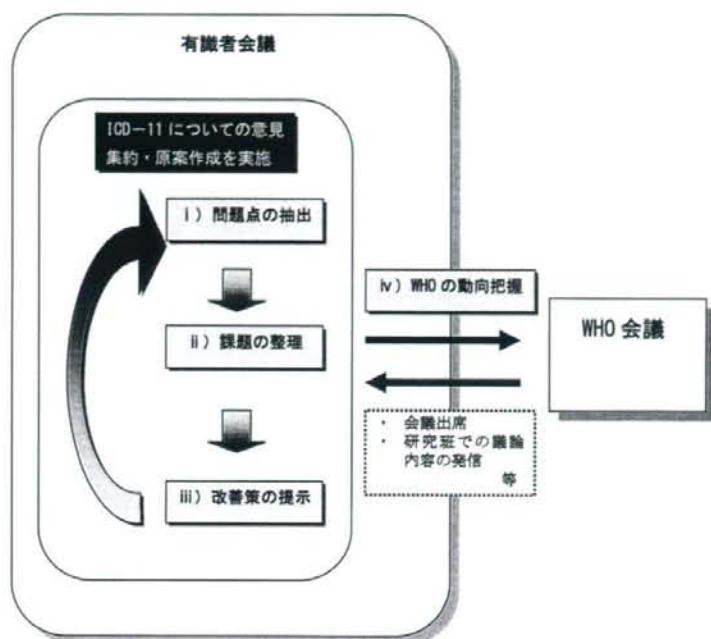 有識者会議
ICD－11についての意見
集約・原案作成を実施
ⅰ）問題点の抽出
ⅱ）課題の整理
ⅲ）改善策の提示
ⅳ）WHOの動向把握
WHO会議
・ 会議出席
・ 研究班での議論
内容の発信
等